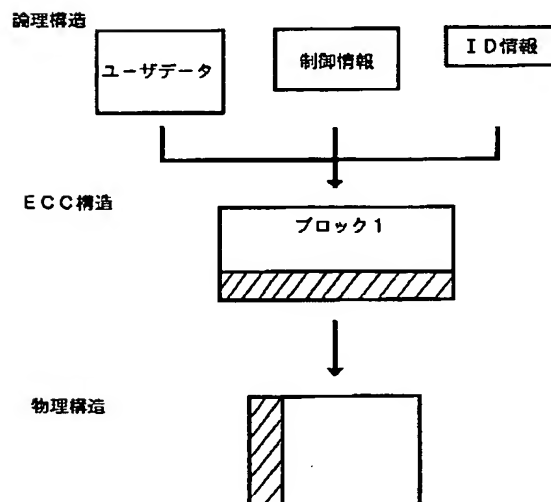 論理構造
ユーザデータ
制御情報
ＩＤ情報
ＥＣＣ構造
ブロック１
物理構造